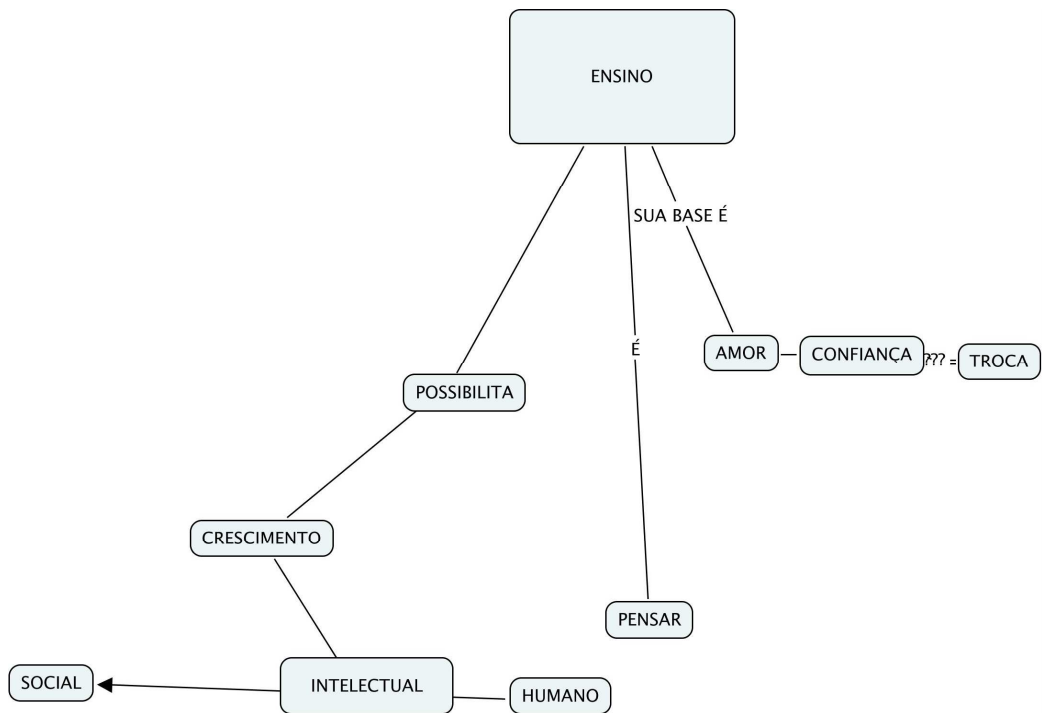 ENSINO
SUA BASE É
É
AMOR
CONFIANÇA
??? =
TROCA
POSSIBILITA
CRESCIMENTO
PENSAR
SOCIAL
INTELECTUAL
HUMANO